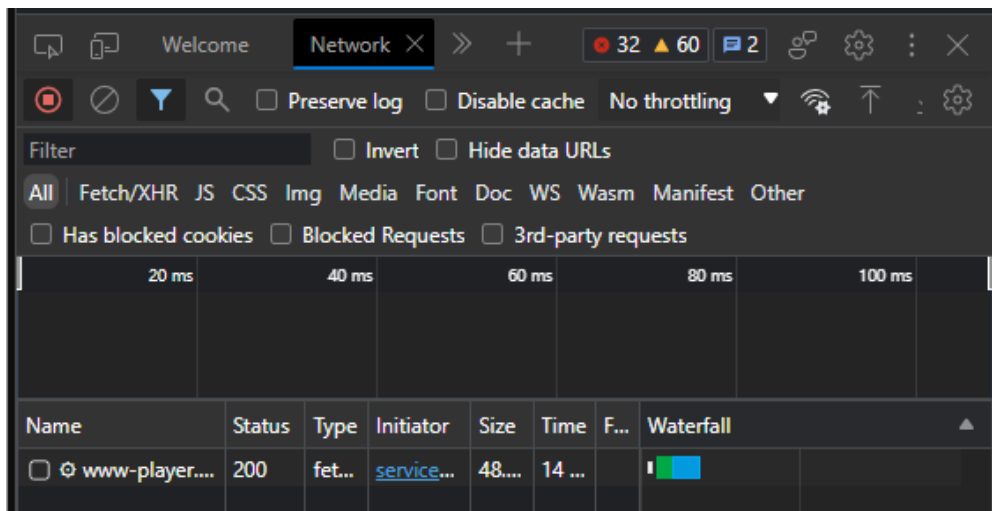 Welcome Network 32 60 2
Preserve log Disable cache No throttling
Filter Invert Hide data URLs
All Fetch/XHR JS CSS Img Media Font Doc WS Wasm Manifest Other
Has blocked cookies Blocked Requests 3rd-party requests
20 ms 40 ms 60 ms 80 ms 100 ms
Name Status Type Initiator Size Time F... Waterfall
www-player.... 200 fet... service... 48.... 14 ...